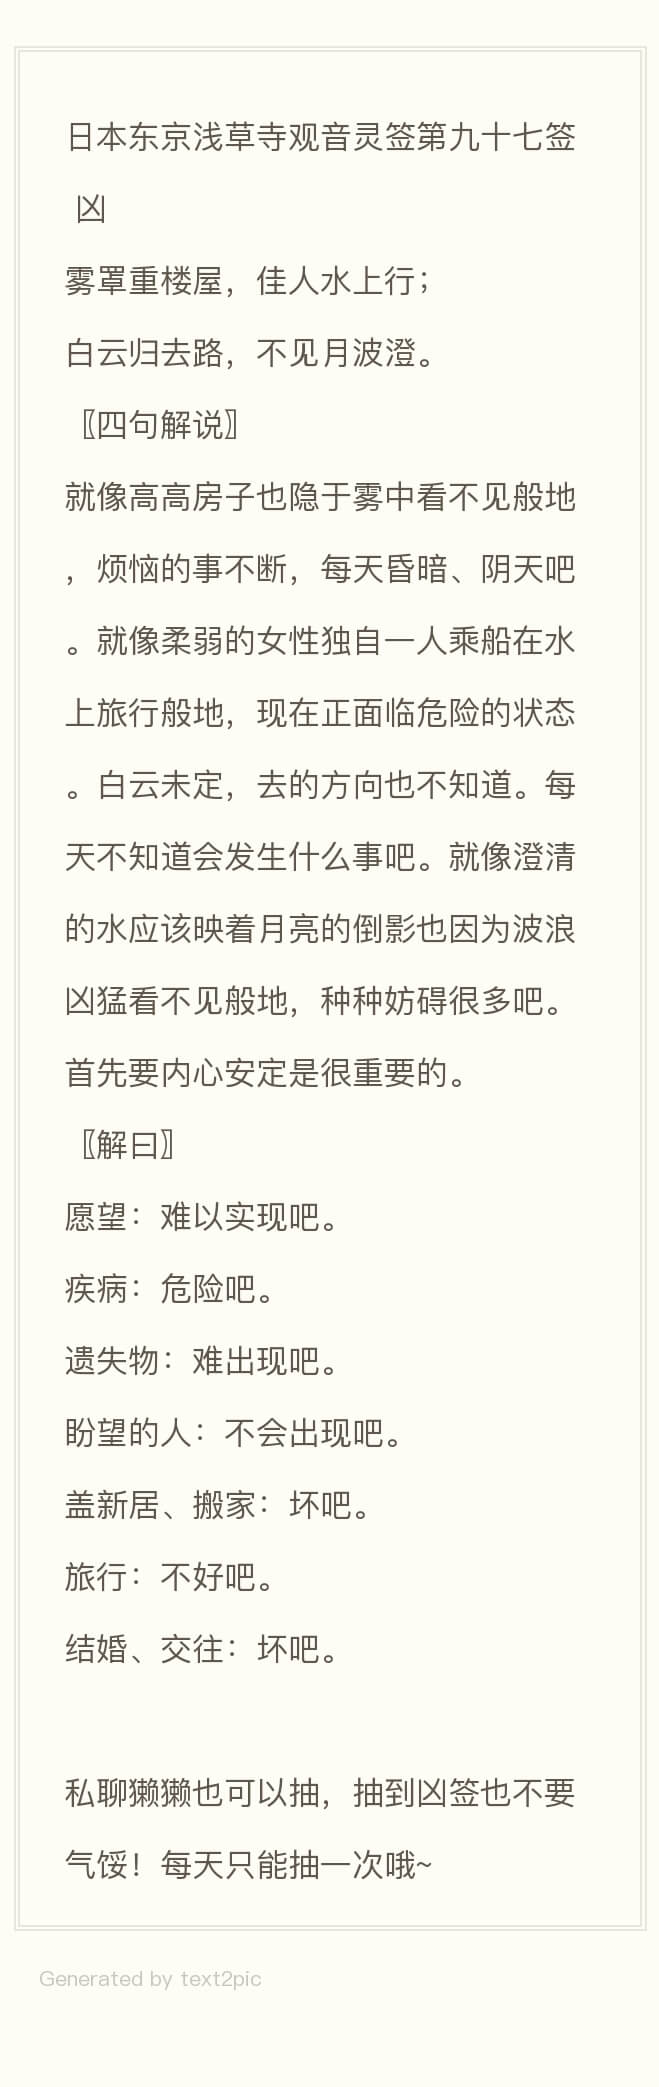 日本东京浅草寺观音灵签第九十七签
凶
雾罩重楼屋，佳人水上行；
白云归去路，不见月波澄。
〖四句解说〗
就像高高房子也隐于雾中看不见般地
，烦恼的事不断，每天昏暗、阴天吧
。就像柔弱的女性独自一人乘船在水
上旅行般地，现在正面临危险的状态
。白云未定，去的方向也不知道。每
天不知道会发生什么事吧。就像澄清
的水应该映着月亮的倒影也因为波浪
凶猛看不见般地，种种妨碍很多吧。
首先要内心安定是很重要的。
〖解曰〗
愿望：难以实现吧。
疾病：危险吧。
遗失物：难出现吧。
盼望的人：不会出现吧。
盖新居、搬家：坏吧。
旅行：不好吧。
结婚、交往：坏吧。
私聊獭獭也可以抽，抽到凶签也不要
气馁！每天只能抽一次哦~
Generated by text2pic